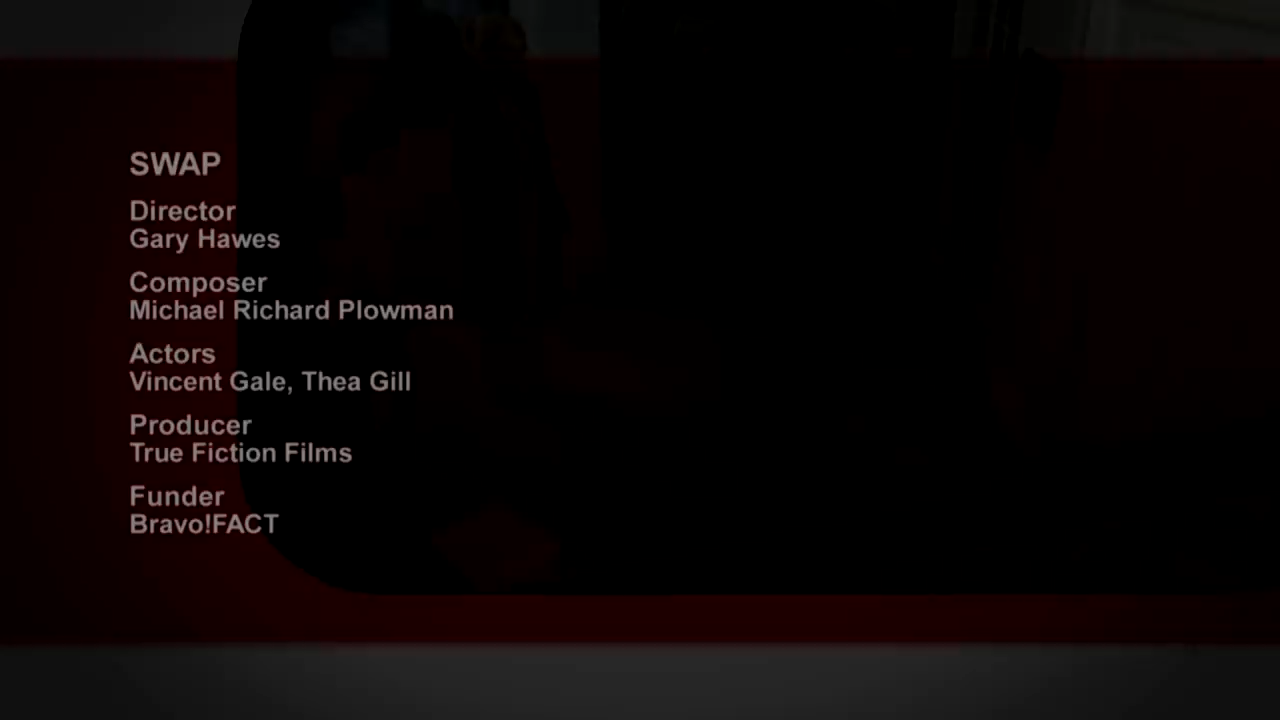 SWAP
Director
Gary Hawes
Composer
Michael Richard Plowman
Actors
Vincent Gale, Thea Gill
Producer
True Fiction Films
Funder
Bravo!FACT